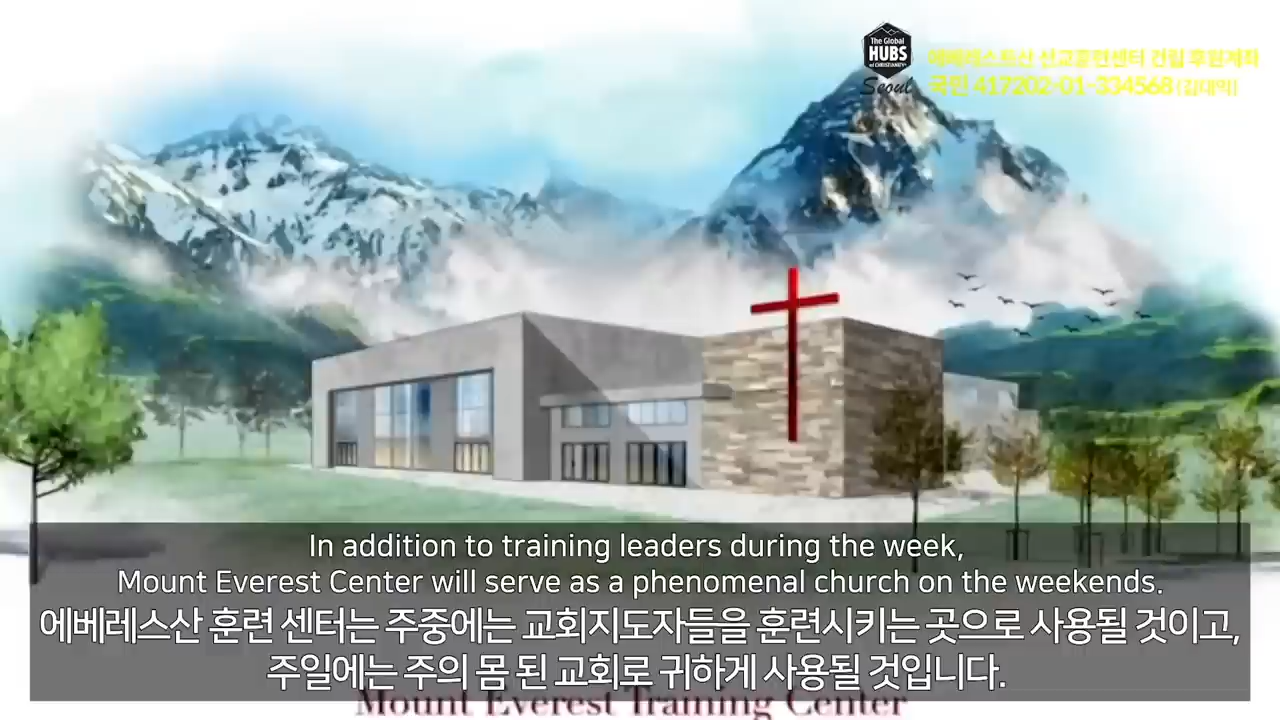 The Global
HUBS
of CHRISTIANITY
Seoul
에베레스트산 선교훈련센터 건립 후원계좌
국민 417202-01-334568 (김대억)
In addition to training leaders during the week,
Mount Everest Center will serve as a phenomenal church on the weekends.
에베레스산 훈련 센터는 주중에는 교회지도자들을 훈련시키는 곳으로 사용될 것이고,
주일에는 주의 몸 된 교회로 귀하게 사용될 것입니다.
Mount Everest Training Center